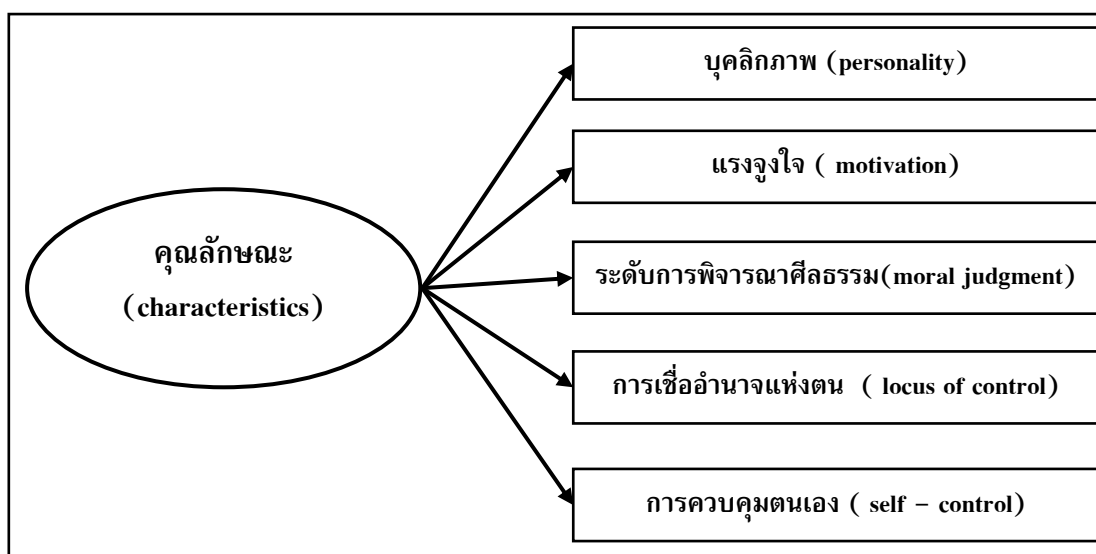 คุณลักษณะ
(characteristics)
บุคลิกภาพ (personality)
แรงจูงใจ ( motivation)
ระดับการพิจารณาศีลธรรม(moral judgment)
การเชื่ออำนาจแห่งตน ( locus of control)
การควบคุมตนเอง ( self – control)